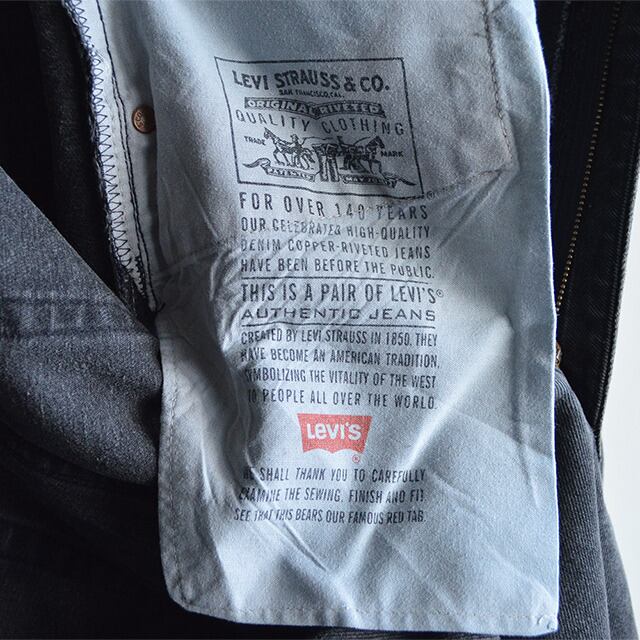 LEVI STRAUSS & CO.
SAN FRANCISCO, CAL.
ORIGINAL RIVETED
QUALITY CLOTHING
TRADE MARK
FOR OVER 140 YEARS
OUR CELEBRATED HIGH-QUALITY
DENIM COPPER-RIVETED JEANS
HAVE BEEN BEFORE THE PUBLIC.
THIS IS A PAIR OF LEVI'S®
AUTHENTIC JEANS
CREATED BY LEVI STRAUSS IN 1850, THEY
HAVE BECOME AN AMERICAN TRADITION,
SYMBOLIZING THE VITALITY OF THE WEST
TO PEOPLE ALL OVER THE WORLD.
LEVI'S
®
WE SHALL THANK YOU TO CAREFULLY
EXAMINE THE SEWING, FINISH AND FIT
SEE THAT THIS BEARS OUR FAMOUS RED TAB.